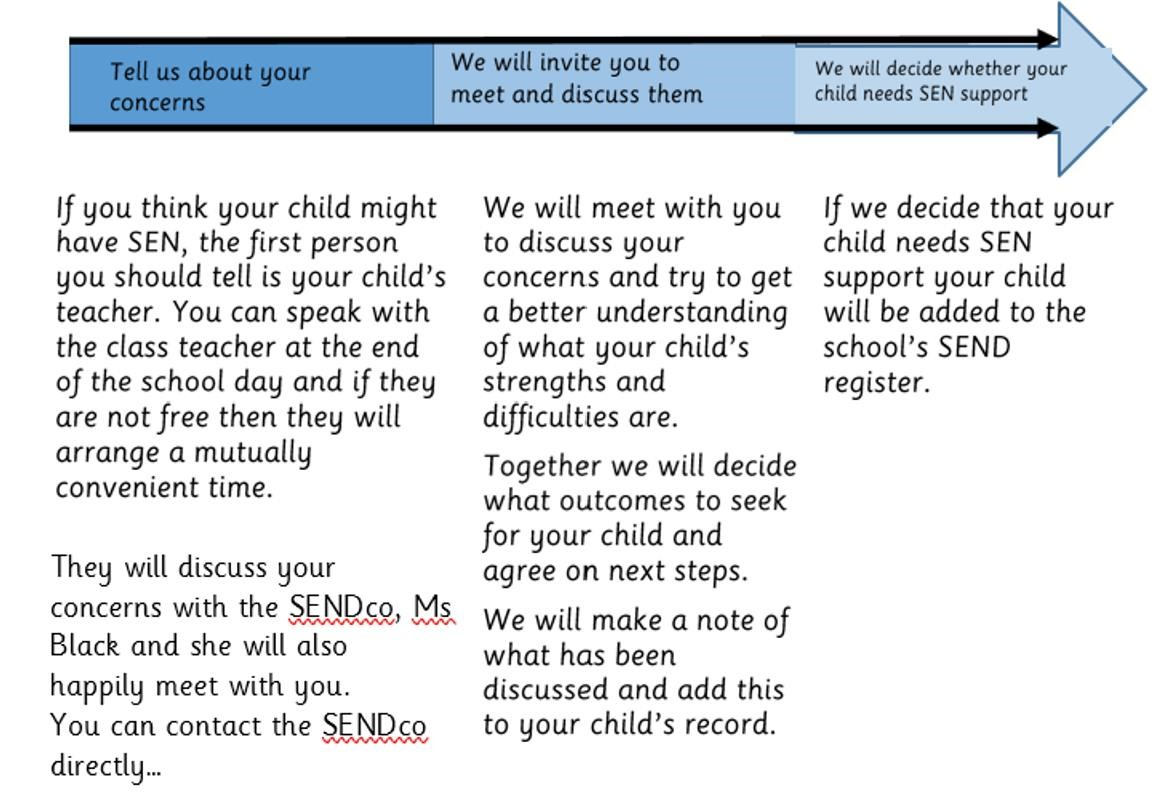 Tell us about your
concerns
We will invite you to
meet and discuss them
We will decide whether your
child needs SEN support
If you think your child might
have SEN, the first person
you should tell is your child's
teacher. You can speak with
the class teacher at the end
of the school day and if they
are not free then they will
arrange a mutually
convenient time.
They will discuss your
concerns with the SENDco, Ms
Black and she will also
happily meet with you.
You can contact the SENDco
directly...
We will meet with you
to discuss your
concerns and try to get
a better understanding
of what your child's
strengths and
difficulties are.
Together we will decide
what outcomes to seek
for your child and
agree on next steps.
We will make a note of
what has been
discussed and add this
to your child's record.
If we decide that your
child needs SEN
support your child
will be added to the
school's SEND
register.